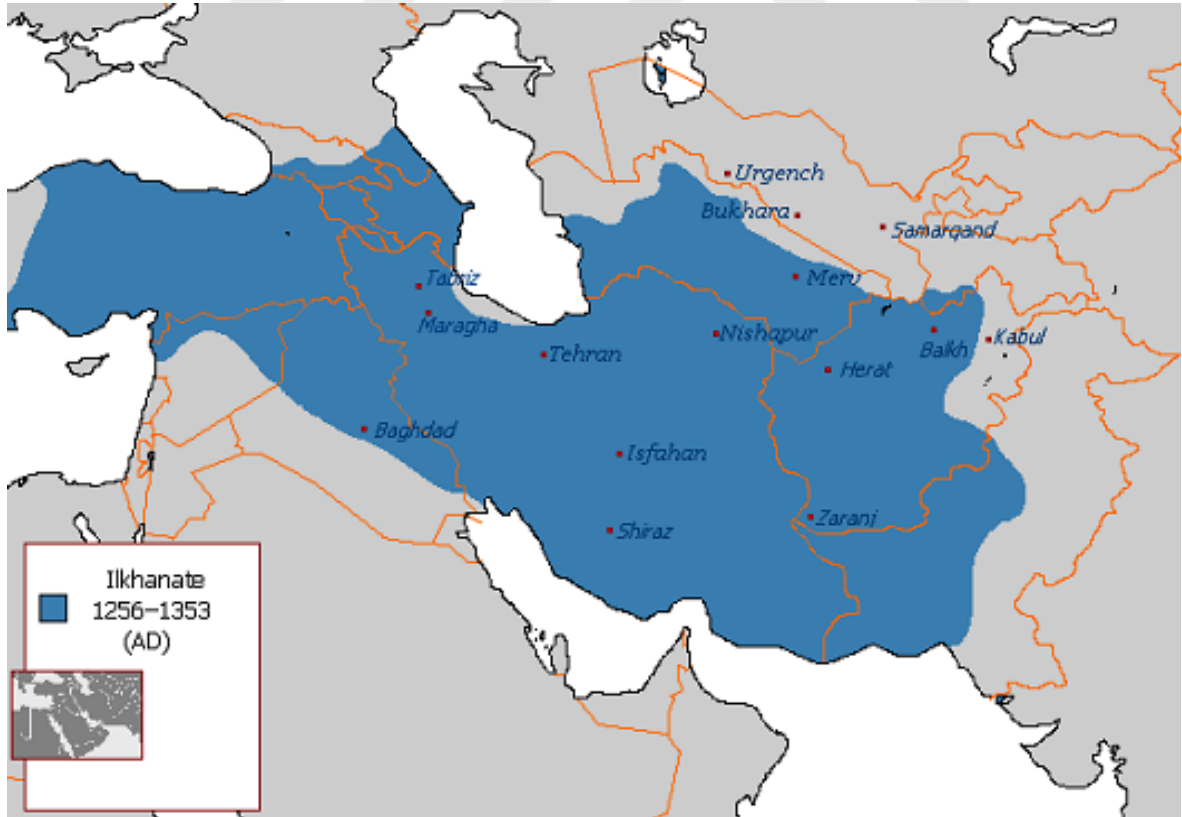 Urgench
Bukhara
Samarqand
Tabriz
Merv
Maragha
Nishapur
Kabul
Tehran
Balkh
Herat
Baghdad
Isfahan
Zaranj
Shiraz
Ilkhanate
1256–1353
(AD)